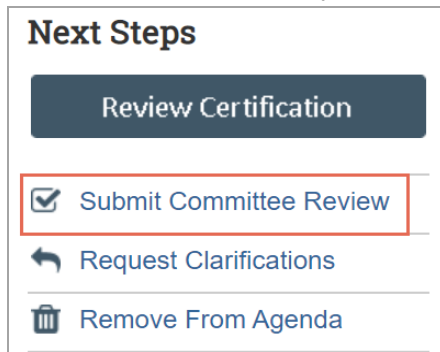 Next Steps
Review Certification
Submit Committee Review
Request Clarifications
Remove From Agenda